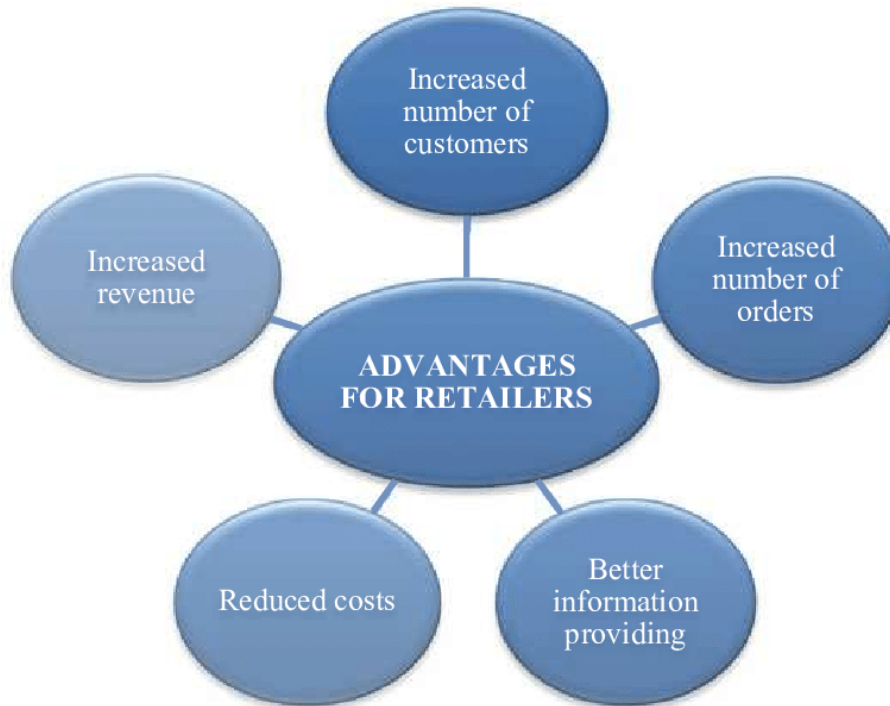 Increased
number of
customers
Increased
number of
orders
Better
information
providing
Reduced costs
Increased
revenue
ADVANTAGES
FOR RETAILERS